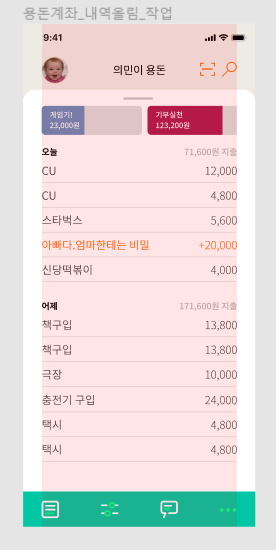 용돈계좌_내역올림_작업
9:41
의민이 용돈
게임기! 기부실천
23,000원 123,200원
오늘 71,600원 지출
CU 12,000
CU 4,800
스타벅스 5,600
아빠다.엄마한테는 비밀 +20,000
신당떡볶이 4,000
어제 171,600원 지출
책구입 13,800
책구입 13,800
극장 10,000
충전기 구입 24,000
택시 4,800
택시 4,800